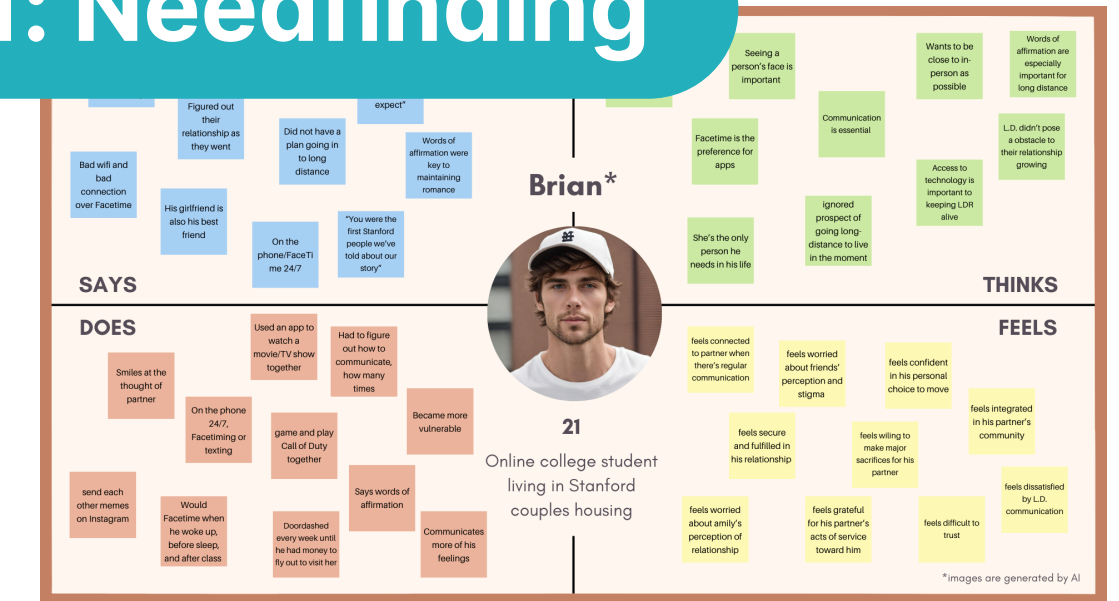 1: Needfinding
expect"
Figured out
their
relationship as
they went
Did not have a
plan going in
to long
distance
Words of
affirmation were
key to
maintaining
romance
Bad wifi and
bad
connection
over Facetime
His girlfriend is
also his best
friend
On the
phone/FaceTi
me 24/7
"You were the
first Stanford
people we've
told about our
story"
SAYS
Seeing a
person's face is
important
Wants to be
close to in-
person as
possible
Words of
affirmation are
especially
important for
long distance
Communication
is essential
Facetime is the
preference for
apps
L.D. didn't pose
a obstacle to
their relationship
growing
Access to
technology is
important to
keeping LDR
alive
ignored
prospect of
going long-
distance to live
in the moment
She's the only
person he
needs in his life
THINKS
Brian*
21
Online college student
living in Stanford
couples housing
DOES
Used an app to
watch a
movie/TV show
together
Had to figure
out how to
communicate,
how many
times
Smiles at the
thought of
partner
On the phone
24/7,
Facetiming or
texting
game and play
Call of Duty
together
Became more
vulnerable
send each
other memes
on Instagram
Would
Facetime when
he woke up,
before sleep,
and after class
Doordashed
every week until
he had money to
fly out to visit her
Says words of
affirmation
Communicates
more of his
feelings
FEELS
feels connected
to partner when
there's regular
communication
feels worried
about friends'
perception and
stigma
feels confident
in his personal
choice to move
feels integrated
in his partner's
community
feels secure
and fulfilled in
his relationship
feels wiling to
make major
sacrifices for his
partner
feels dissatisfied
by L.D.
communication
feels worried
about amily's
perception of
relationship
feels grateful
for his partner's
acts of service
toward him
feels difficult to
trust
*images are generated by AI